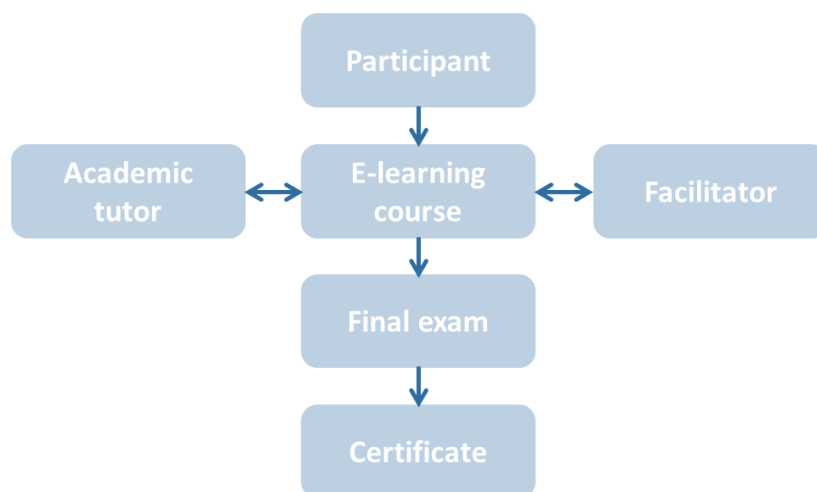 Participant
Academic
tutor
E-learning
course
Facilitator
Final exam
Certificate